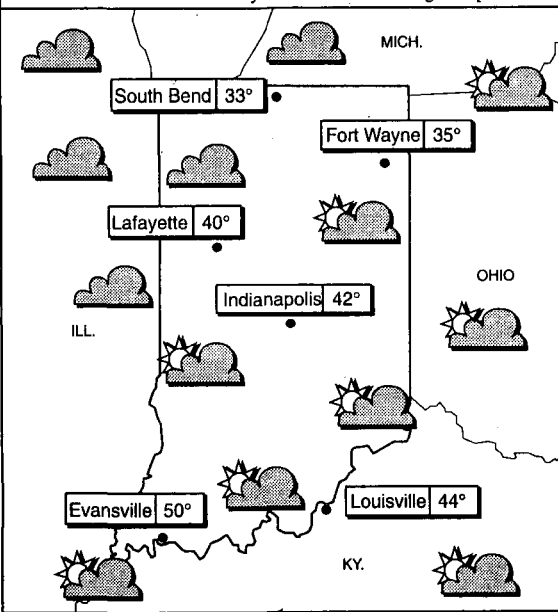 MICH.
South Bend 33°
Fort Wayne 35°
Lafayette 40°
OHIO
Indianapolis 42°
ILL.
Evansville 50°
Louisville 44°
KY.